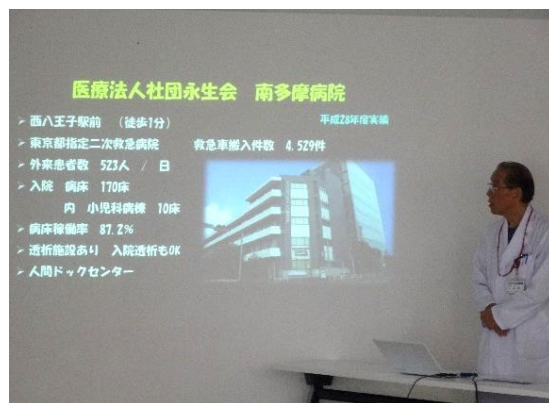 医療法人社団永生会　南多摩病院
平成28年度実績
➢ 西八王子駅前　（徒歩1分）
➢ 東京都指定二次救急病院　　救急車搬入件数　4,529件
➢ 外来患者数　523人　/　日
➢ 入院　病床　170床
内　小児科病棟　10床
➢ 病床稼働率　87.2%
➢ 透析施設あり　入院透析もOK
➢ 人間ドックセンター